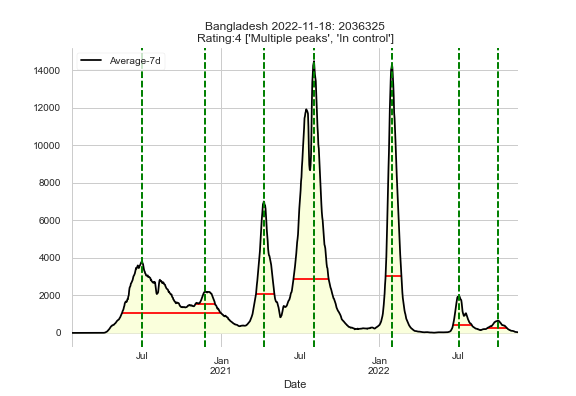 Bangladesh 2022-11-18: 2036325
Rating:4 ['Multiple peaks', 'In control']
Average-7d
14000
12000
10000
8000
6000
4000
2000
0
Jul
Jan
2021
Jul
Jan
2022
Jul
Date